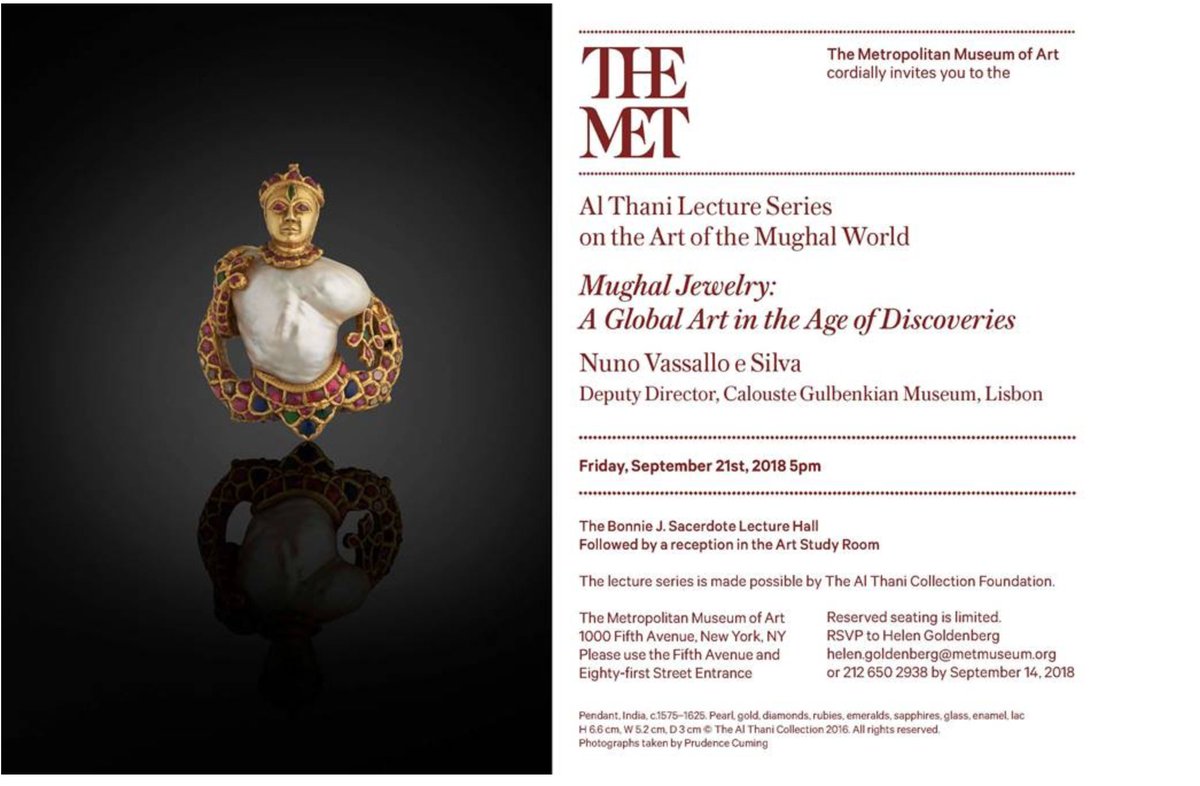 THE
MET
The Metropolitan Museum of Art
cordially invites you to the
Al Thani Lecture Series
on the Art of the Mughal World
Mughal Jewelry:
A Global Art in the Age of Discoveries
Nuno Vassallo e Silva
Deputy Director, Calouste Gulbenkian Museum, Lisbon
Friday, September 21st, 2018 5pm
The Bonnie J. Sacerdote Lecture Hall
Followed by a reception in the Art Study Room
The lecture series is made possible by The Al Thani Collection Foundation.
The Metropolitan Museum of Art
1000 Fifth Avenue, New York, NY
Please use the Fifth Avenue and
Eighty-first Street Entrance
Reserved seating is limited.
RSVP to Helen Goldenberg
helen.goldenberg@metmuseum.org
or 212 650 2938 by September 14, 2018
Pendant, India, c.1575–1625. Pearl, gold, diamonds, rubies, emeralds, sapphires, glass, enamel, lac
H 6.6 cm, W 5.2 cm, D 3 cm © The Al Thani Collection 2016. All rights reserved.
Photographs taken by Prudence Cuming